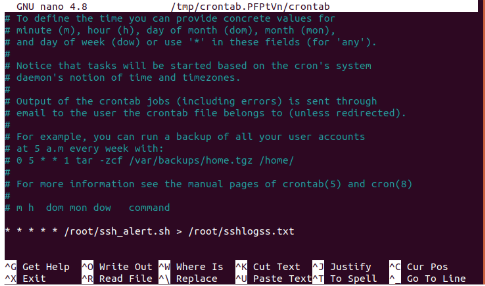 GNU nano 4.8 /tmp/crontab.PFPtVn/crontab
# To define the time you can provide concrete values for
# minute (m), hour (h), day of month (dom), month (mon),
# and day of week (dow) or use '*' in these fields (for 'any').
#
# Notice that tasks will be started based on the cron's system
# daemon's notion of time and timezones.
#
# Output of the crontab jobs (including errors) is sent through
# email to the user the crontab file belongs to (unless redirected).
#
# For example, you can run a backup of all your user accounts
# at 5 a.m every week with:
# 0 5 * * 1 tar -zcf /var/backups/home.tgz /home/
#
# For more information see the manual pages of crontab(5) and cron(8)
#
# m h  dom mon dow   command
* * * * * /root/ssh_alert.sh > /root/sshlogss.txt
^G Get Help ^O Write Out ^W Where Is ^K Cut Text ^J Justify ^C Cur Pos
^X Exit ^R Read File ^\ Replace ^U Paste Text ^T To Spell ^_ Go To Line